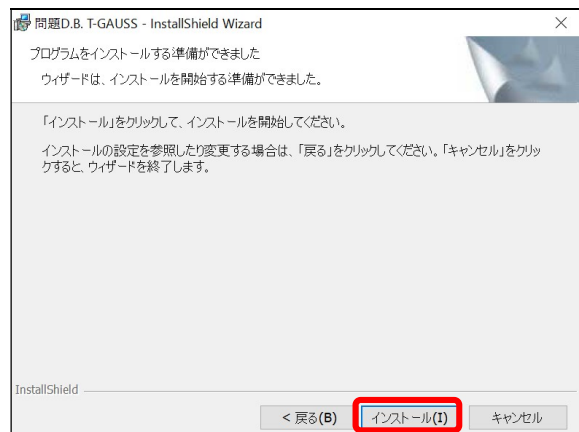 問題D.B. T-GAUSS - InstallShield Wizard
プログラムをインストールする準備ができました
ウィザードは、インストールを開始する準備ができました。
「インストール」をクリックして、インストールを開始してください。
インストールの設定を参照したり変更する場合は、「戻る」をクリックしてください。「キャンセル」をクリッ
クすると、ウィザードを終了します。
InstallShield
< 戻る(B) インストール(I) キャンセル